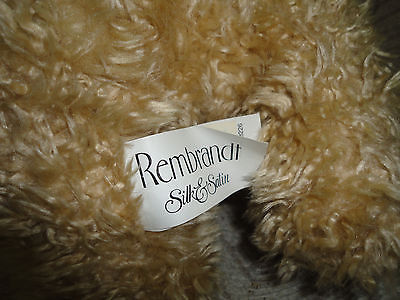 Rembrandt
Silk & Satin